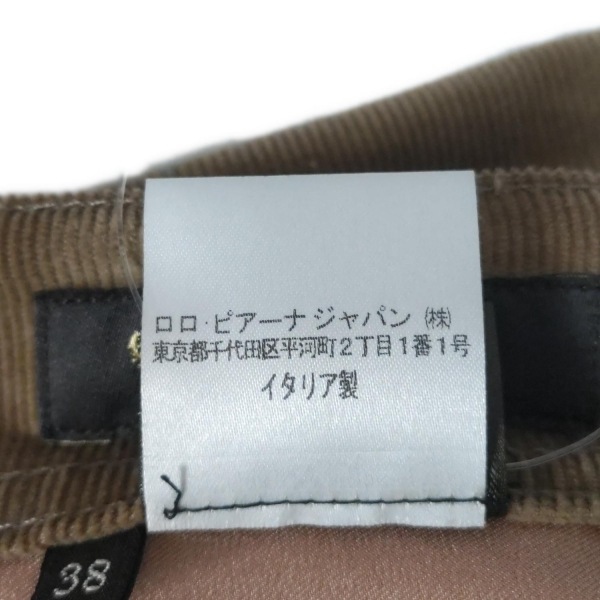 ロロ・ピアーナ ジャパン ㈱
東京都千代田区平河町2丁目1番1号
イタリア製
38